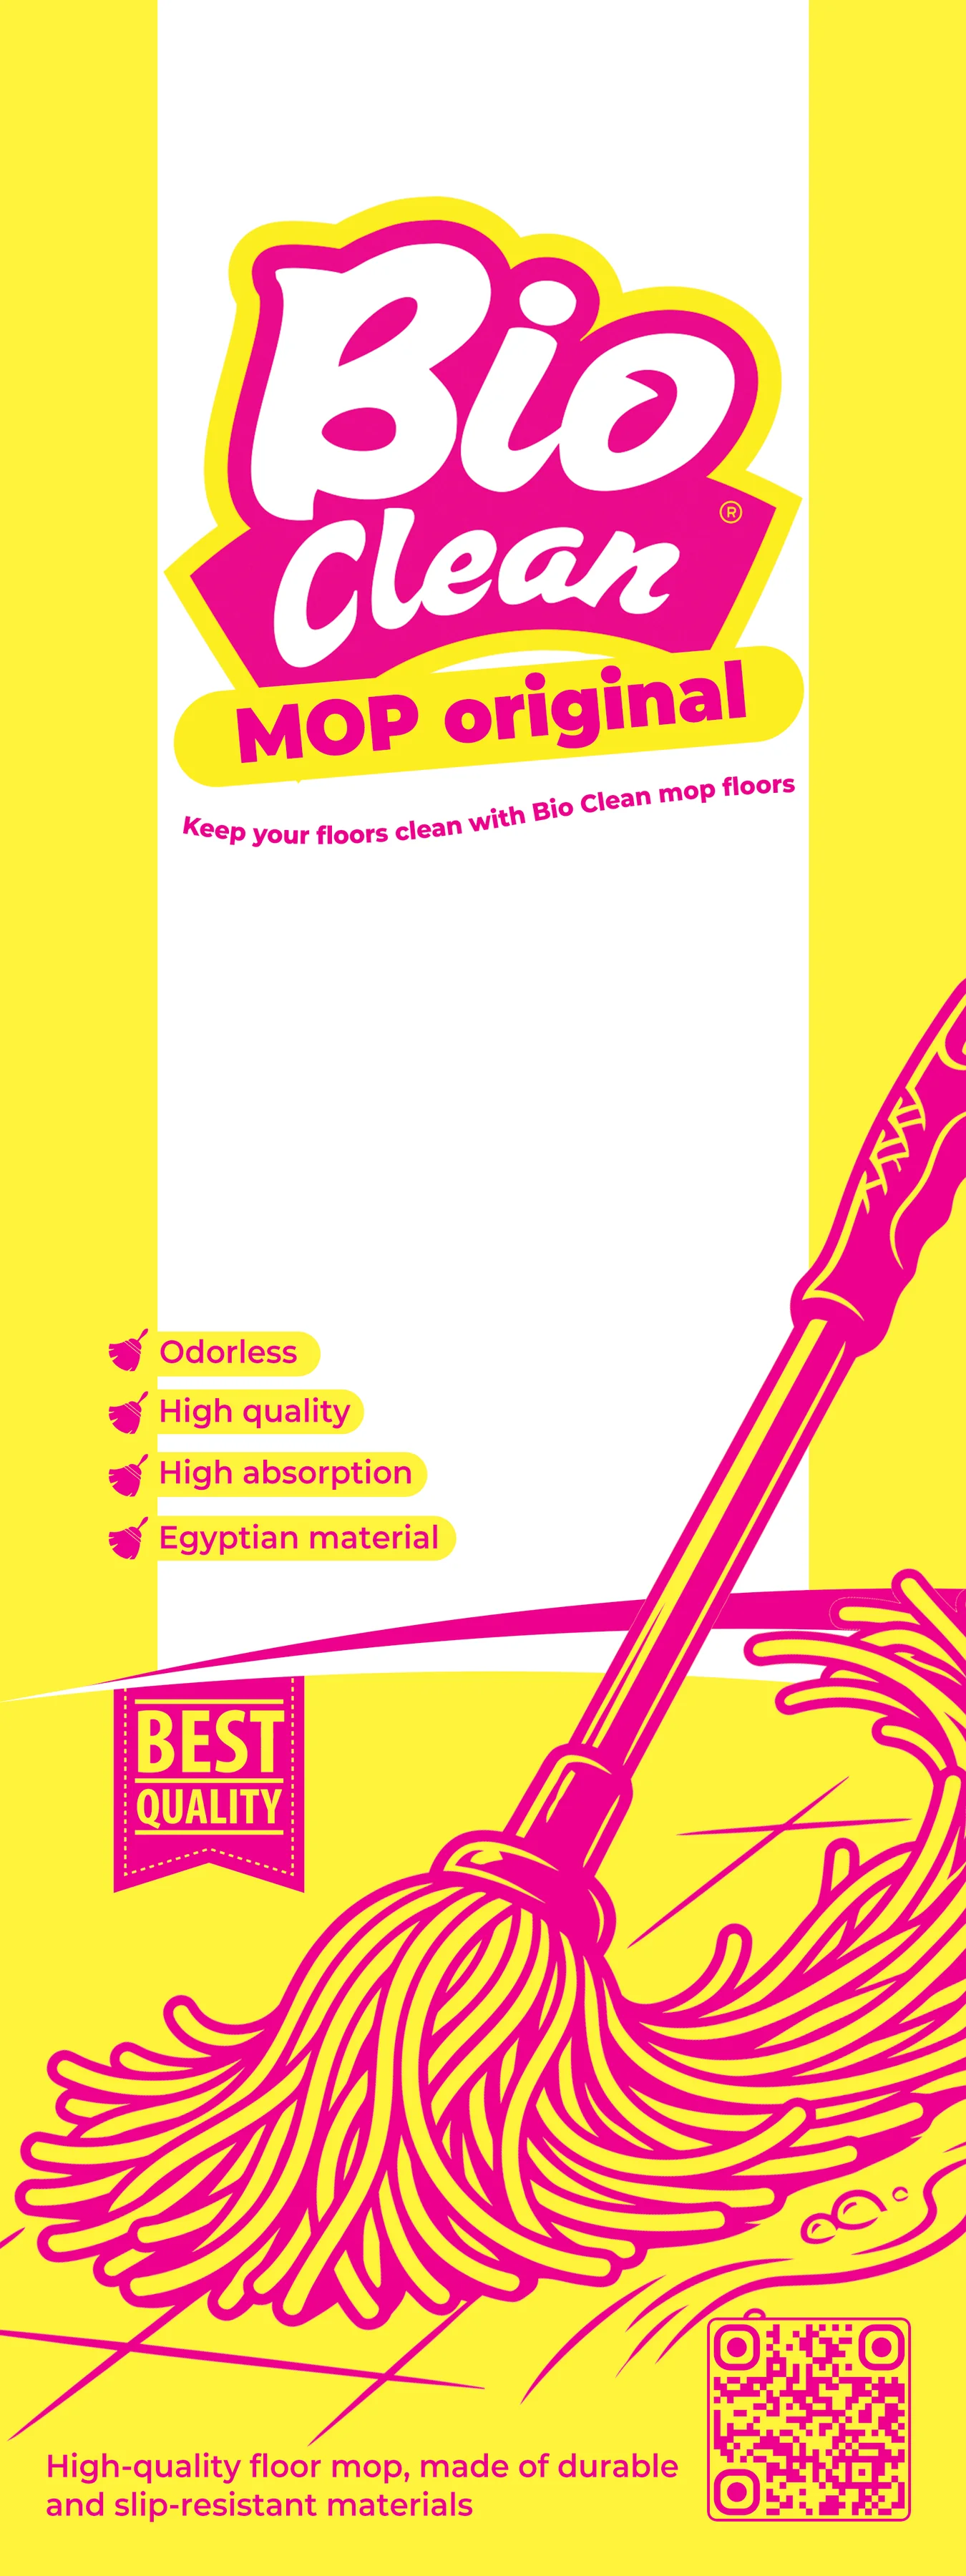 Bio
Clean
®
MOP original
Keep your floors clean with Bio Clean mop floors
Odorless
High quality
High absorption
Egyptian material
BEST
QUALITY
High-quality floor mop, made of durable
and slip-resistant materials